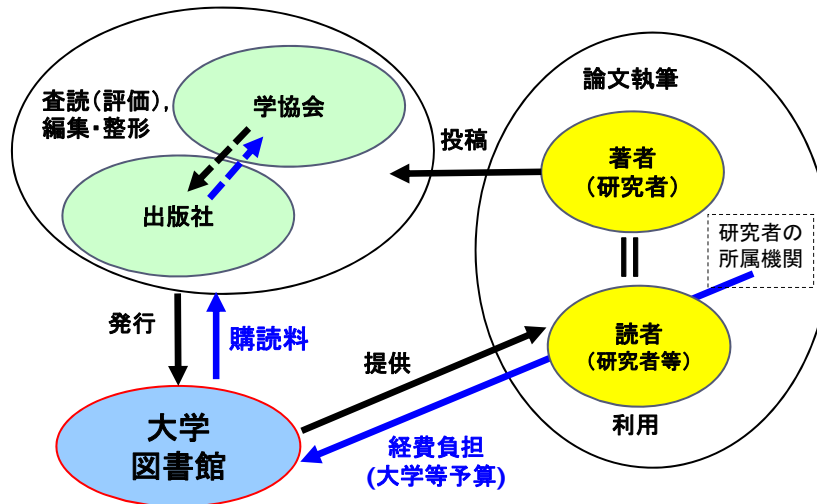 査読(評価),
編集・整形
学協会
出版社
投稿
論文執筆
著者
(研究者)
研究者の
所属機関
読者
(研究者等)
利用
発行
購読料
提供
大学
図書館
経費負担
(大学等予算)